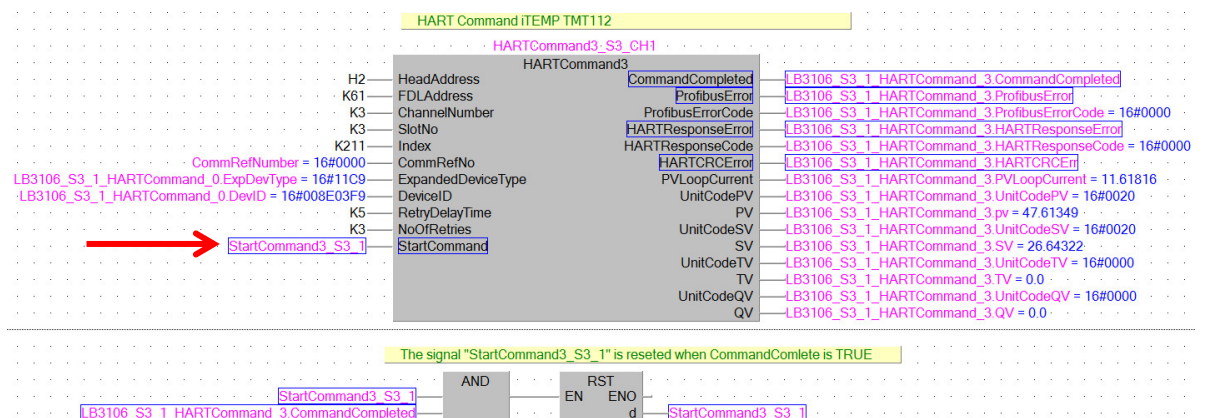 HART Command iTEMP TMT112
HARTCommand3_S3_CH1
HARTCommand3
H2 HeadAddress CommandCompleted LB3106_S3_1_HARTCommand_3.CommandCompleted
K61 FDLAddress ProfibusError LB3106_S3_1_HARTCommand_3.ProfibusError
K3 ChannelNumber ProfibusErrorCode LB3106_S3_1_HARTCommand_3.ProfibusErrorCode = 16#0000
K3 SlotNo HARTResponseError LB3106_S3_1_HARTCommand_3.HARTResponseError
K211 Index HARTResponseCode LB3106_S3_1_HARTCommand_3.HARTResponseCode = 16#0000
CommRefNumber = 16#0000 CommRefNo HARTCRCError LB3106_S3_1_HARTCommand_3.HARTCRCErr
LB3106_S3_1_HARTCommand_0.ExpDevType = 16#11C9 ExpandedDeviceType PVLoopCurrent LB3106_S3_1_HARTCommand_3.PVLoopCurrent = 11.61816
LB3106_S3_1_HARTCommand_0.DevID = 16#008E03F9 DeviceID UnitCodePV LB3106_S3_1_HARTCommand_3.UnitCodePV = 16#0020
K5 RetryDelayTime PV LB3106_S3_1_HARTCommand_3.pv = 47.61349
K3 NoOfRetries UnitCodeSV LB3106_S3_1_HARTCommand_3.UnitCodeSV = 16#0020
StartCommand3_S3_1 StartCommand SV LB3106_S3_1_HARTCommand_3.SV = 26.64322
UnitCodeTV LB3106_S3_1_HARTCommand_3.UnitCodeTV = 16#0000
TV LB3106_S3_1_HARTCommand_3.TV = 0.0
UnitCodeQV LB3106_S3_1_HARTCommand_3.UnitCodeQV = 16#0000
QV LB3106_S3_1_HARTCommand_3.QV = 0.0
The signal "StartCommand3_S3_1" is reseted when CommandComlete is TRUE
AND RST
StartCommand3_S3_1 EN ENO
LB3106_S3_1_HARTCommand_3.CommandCompleted d StartCommand3_S3_1